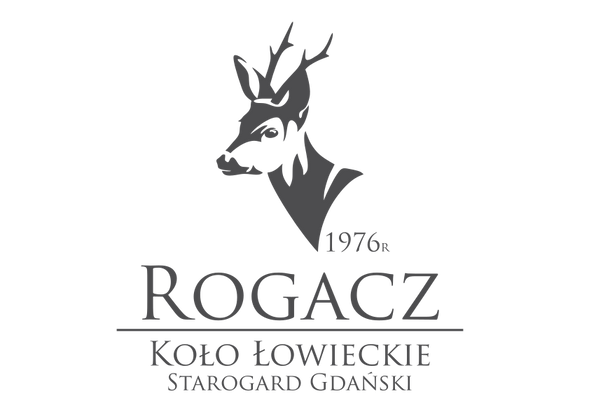 1976R
ROGACZ
KOŁO ŁOWIECKIE
STAROGARD GDAŃSKI